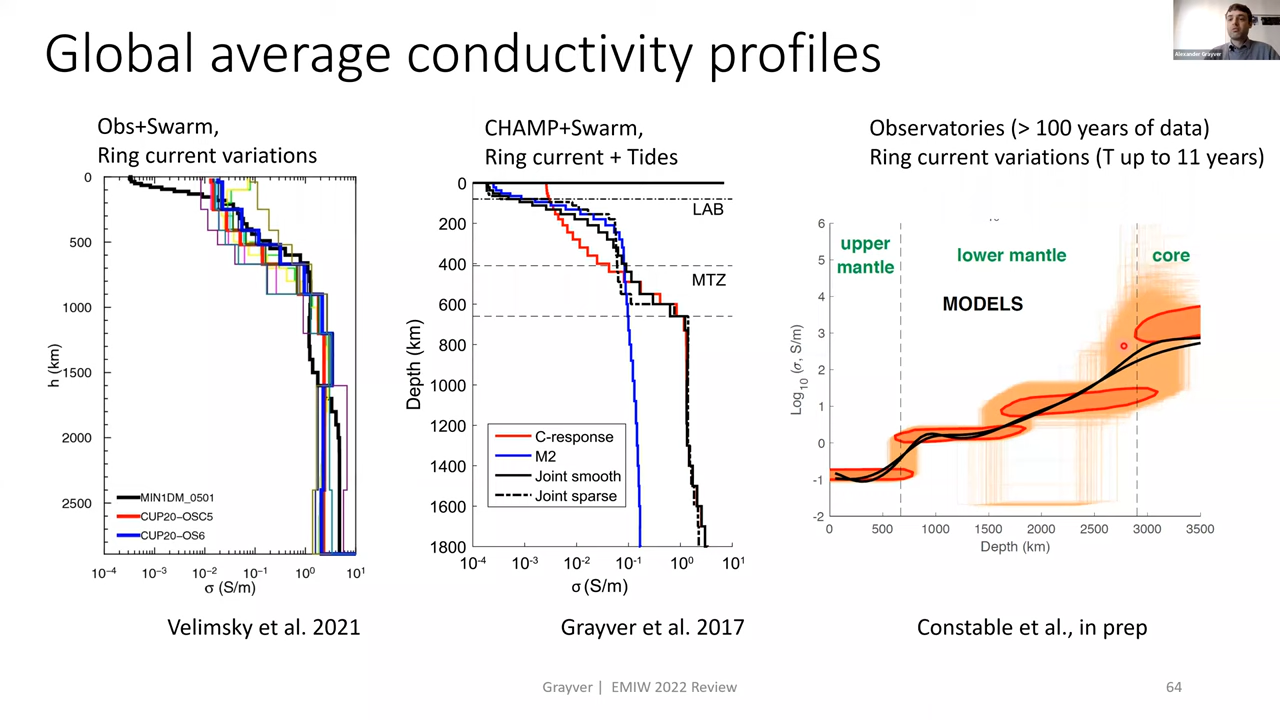 Global average conductivity profiles
Alexander Grayver
Obs+Swarm,
Ring current variations
0
500
1000
1500
2000
2500
h (km)
MIN1DM_0501
CUP20−OSC5
CUP20−OS6
10⁻⁴ 10⁻³ 10⁻² 10⁻¹ 10⁰ 10¹
σ (S/m)
Velimsky et al. 2021
CHAMP+Swarm,
Ring current + Tides
0
200
400
600
800
1000
1200
1400
1600
1800
Depth (km)
LAB
MTZ
C-response
M2
Joint smooth
Joint sparse
10⁻⁴ 10⁻³ 10⁻² 10⁻¹ 10⁰ 10¹
σ (S/m)
Grayver et al. 2017
Observatories (> 100 years of data)
Ring current variations (T up to 11 years)
6
5
4
3
2
1
0
-1
-2
Log₁₀ (σ, S/m)
upper
mantle
lower mantle
core
MODELS
0 500 1000 1500 2000 2500 3000 3500
Depth (km)
Constable et al., in prep
Grayver | EMIW 2022 Review
64